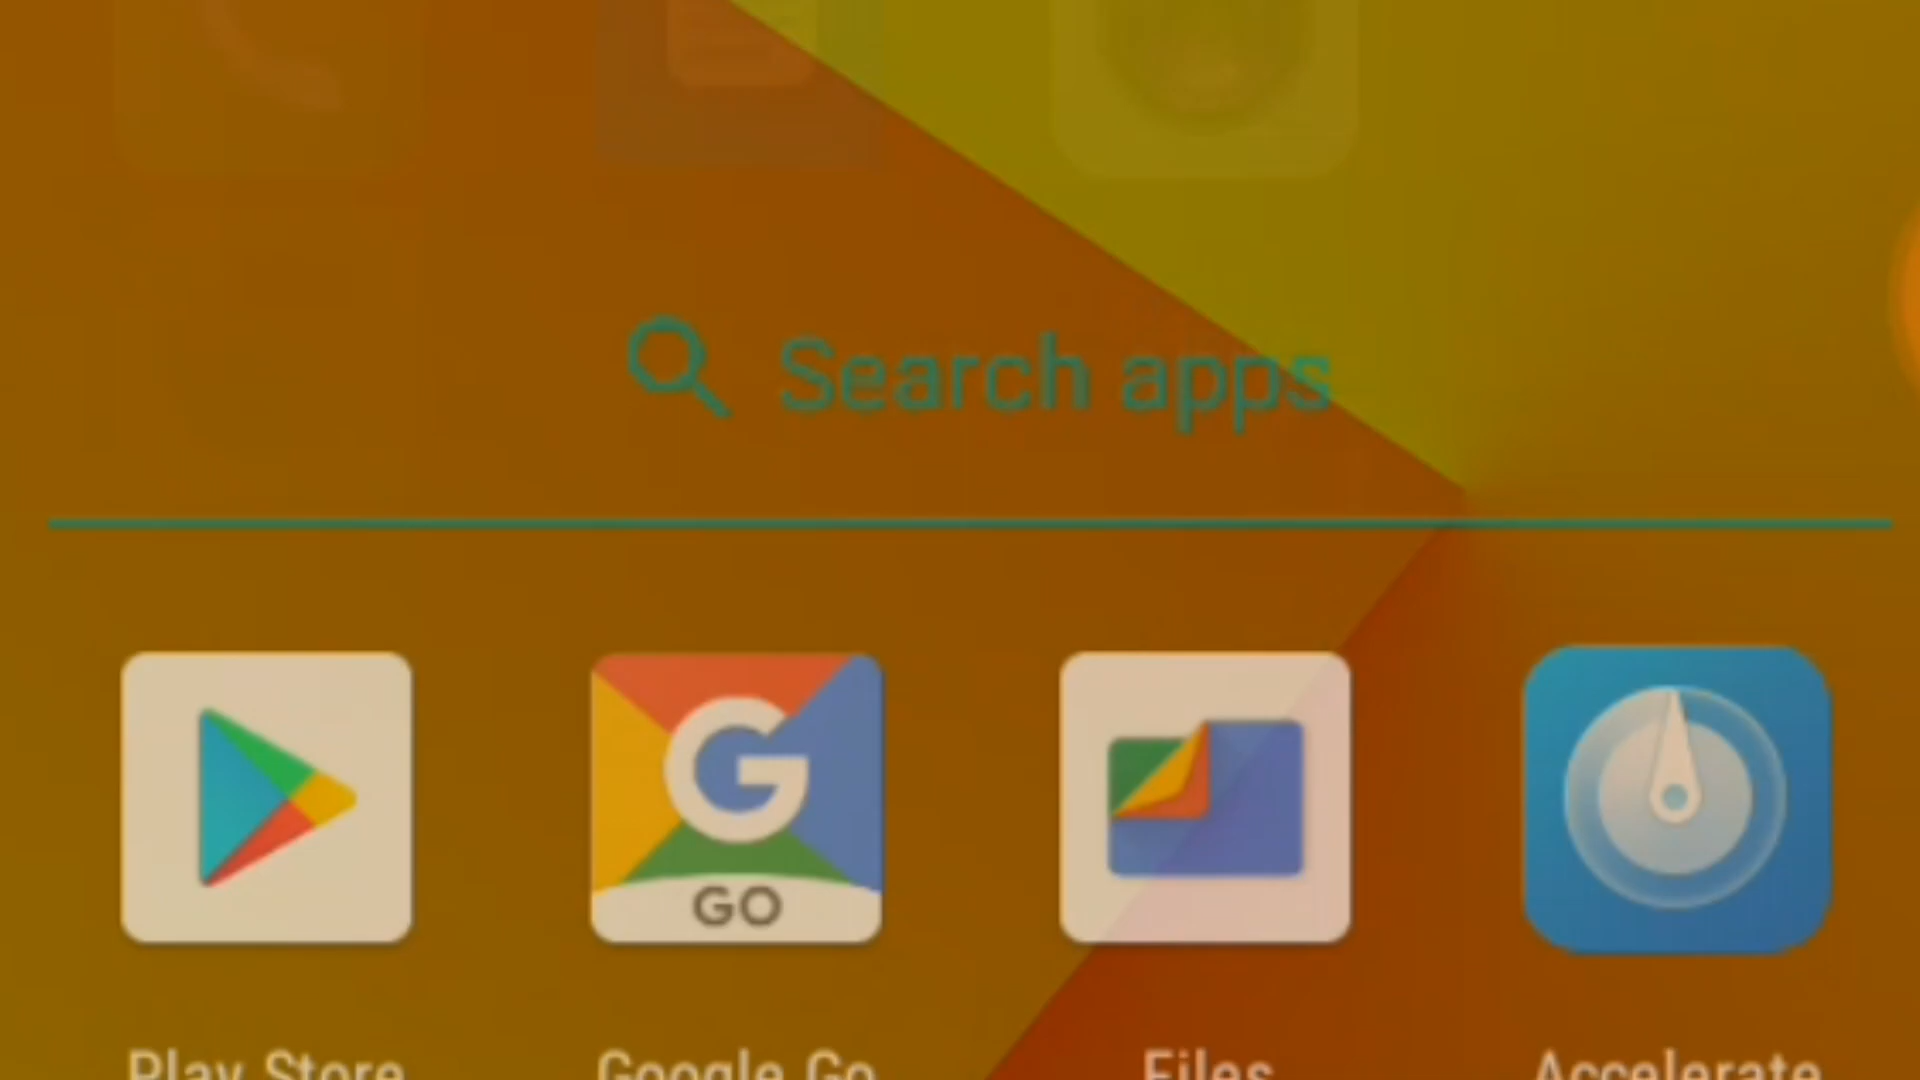 Search apps
G
GO
Play Store
Google Go
Files
Accelerate